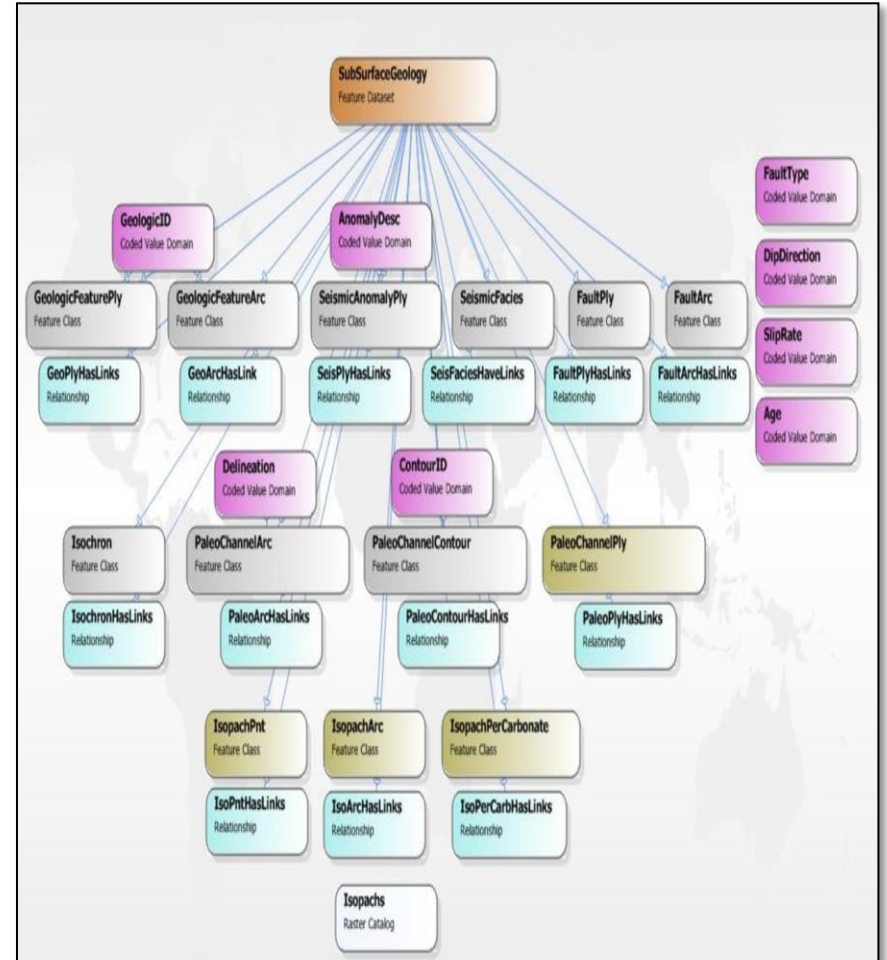 SubSurfaceGeology
Feature Dataset
FaultType
Coded Value Domain
GeologicID
Coded Value Domain
AnomalyDesc
Coded Value Domain
DipDirection
Coded Value Domain
GeologicFeaturePly
Feature Class
GeologicFeatureArc
Feature Class
SeismicAnomalyPly
Feature Class
SeismicFacies
Feature Class
FaultPly
Feature Class
FaultArc
Feature Class
SlipRate
Coded Value Domain
GeoPlyHasLinks
Relationship
GeoArcHasLink
Relationship
SeisPlyHasLinks
Relationship
SeisFaciesHaveLinks
Relationship
FaultPlyHasLinks
Relationship
FaultArcHasLinks
Relationship
Age
Coded Value Domain
Delineation
Coded Value Domain
ContourID
Coded Value Domain
Isochron
Feature Class
PaleoChannelArc
Feature Class
PaleoChannelContour
Feature Class
PaleoChannelPly
Feature Class
IsochronHasLinks
Relationship
PaleoArcHasLinks
Relationship
PaleoContourHasLinks
Relationship
PaleoPlyHasLinks
Relationship
IsopachPnt
Feature Class
IsopachArc
Feature Class
IsopachPerCarbonate
Feature Class
IsoPntHasLinks
Relationship
IsoArcHasLinks
Relationship
IsoPerCarbHasLinks
Relationship
Isopachs
Raster Catalog